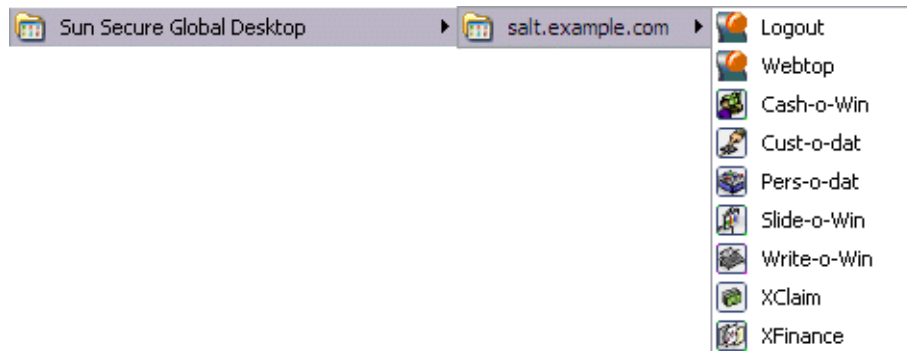 Sun Secure Global Desktop
salt.example.com
Logout
Webtop
Cash-o-Win
Cust-o-dat
Pers-o-dat
Slide-o-Win
Write-o-Win
XClaim
XFinance